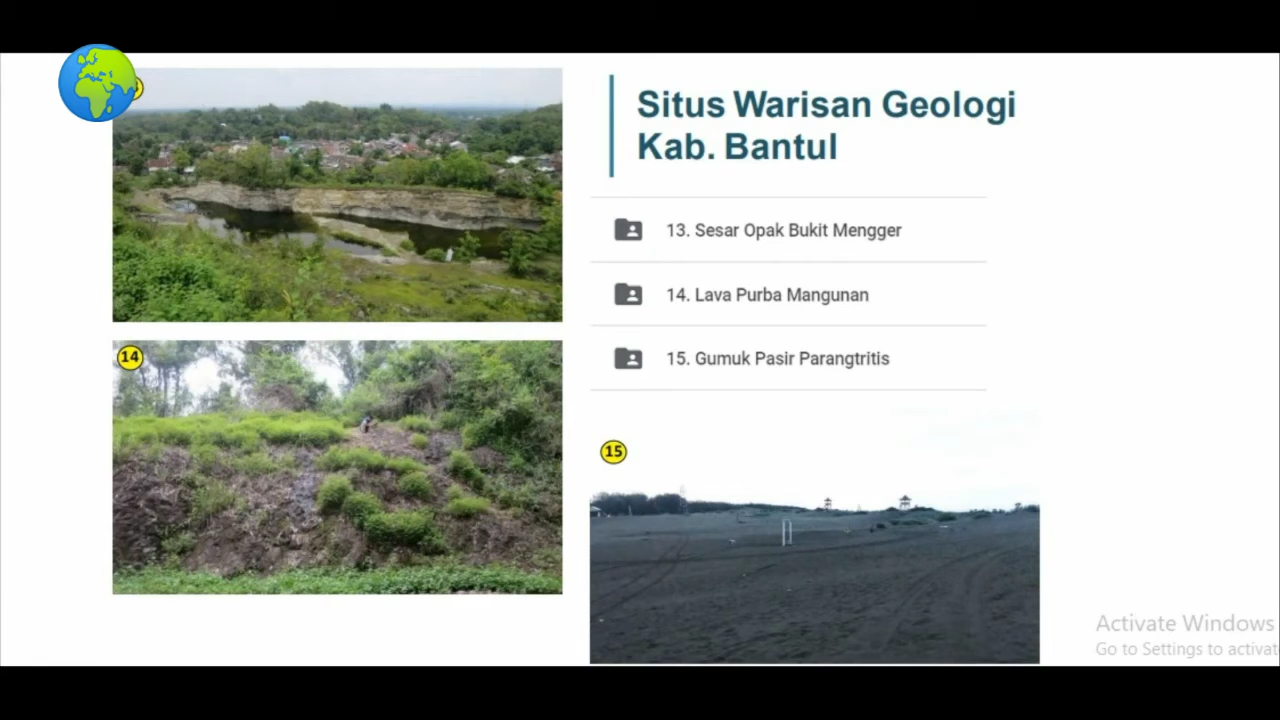 Situs Warisan Geologi
Kab. Bantul
13. Sesar Opak Bukit Mengger
14. Lava Purba Mangunan
15. Gumuk Pasir Parangtritis
14
15
Activate Windows
Go to Settings to activat